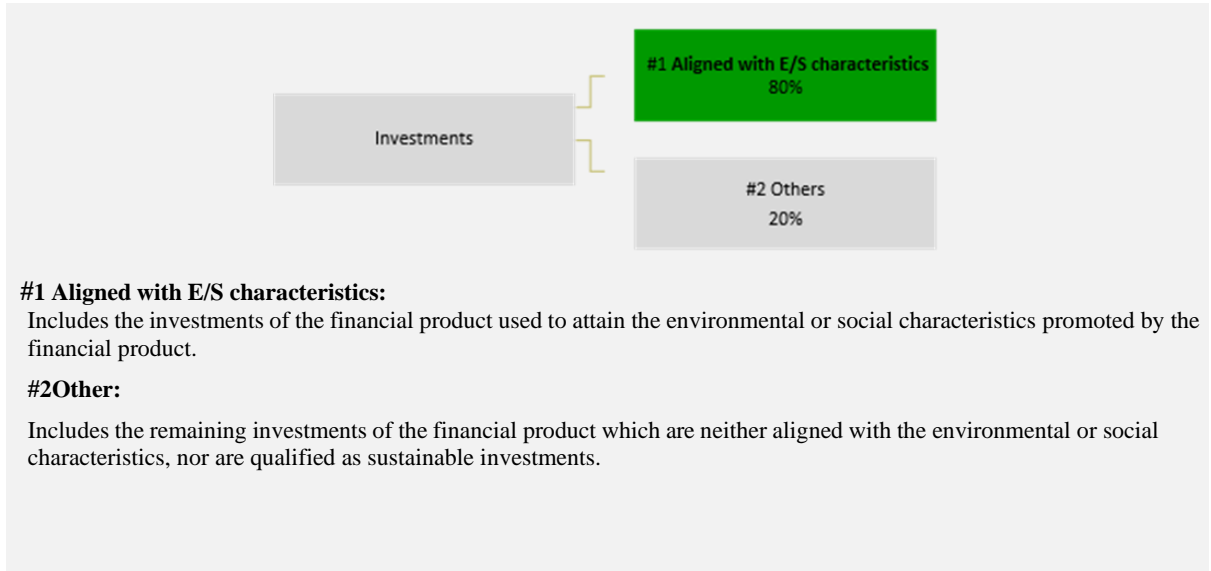 #1 Aligned with E/S characteristics
80%
Investments
#2 Others
20%
#1 Aligned with E/S characteristics:
Includes the investments of the financial product used to attain the environmental or social characteristics promoted by the
financial product.
#2Other:
Includes the remaining investments of the financial product which are neither aligned with the environmental or social
characteristics, nor are qualified as sustainable investments.